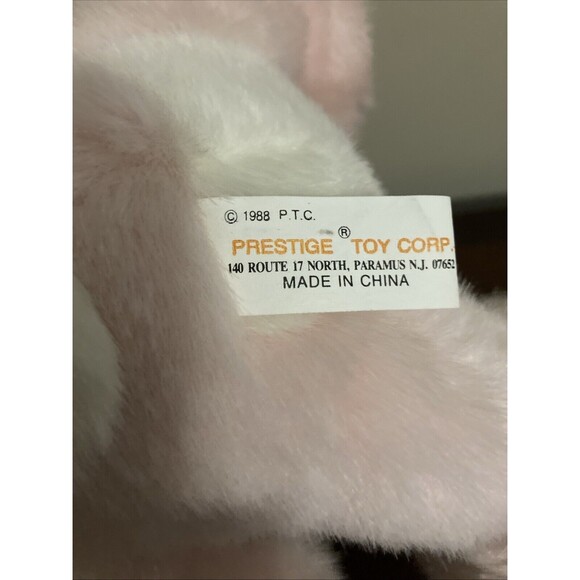 © 1988 P.T.C.
PRESTIGE ® TOY CORP.
140 ROUTE 17 NORTH, PARAMUS N.J. 07652
MADE IN CHINA